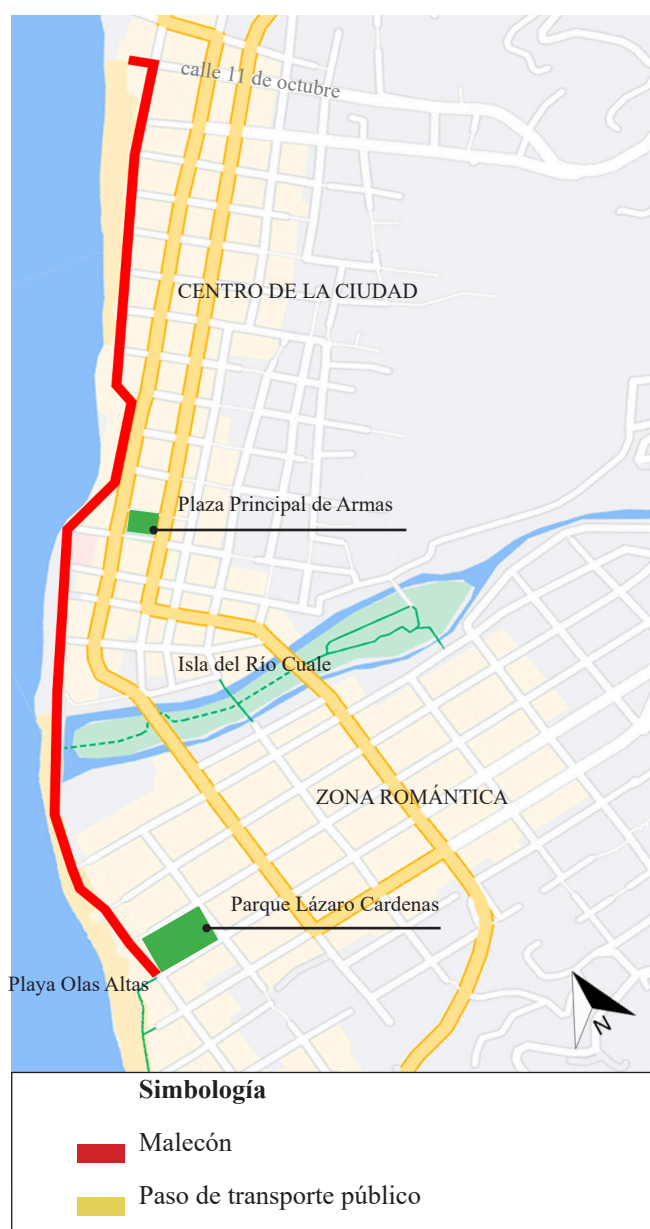 calle 11 de octubre
CENTRO DE LA CIUDAD
Plaza Principal de Armas
Isla del Río Cuale
ZONA ROMÁNTICA
Parque Lázaro Cardenas
Playa Olas Altas
N
Simbología
Malecón
Paso de transporte público